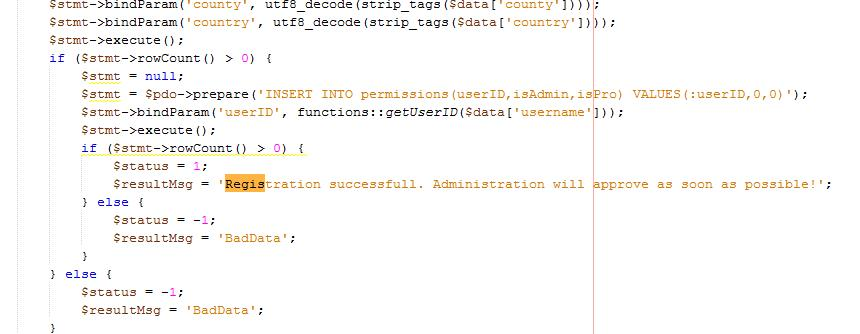 $stmt->bindParam('county', utf8_decode(strip_tags($data['county'])));
$stmt->bindParam('country', utf8_decode(strip_tags($data['country'])));
$stmt->execute();
if ($stmt->rowCount() > 0) {
$stmt = null;
$stmt = $pdo->prepare('INSERT INTO permissions(userID,isAdmin,isPro) VALUES(:userID,0,0)');
$stmt->bindParam('userID', functions::getUserID($data['username']));
$stmt->execute();
if ($stmt->rowCount() > 0) {
$status = 1;
$resultMsg = 'Registration successfull. Administration will approve as soon as possible!';
} else {
$status = -1;
$resultMsg = 'BadData';
}
} else {
$status = -1;
$resultMsg = 'BadData';
}